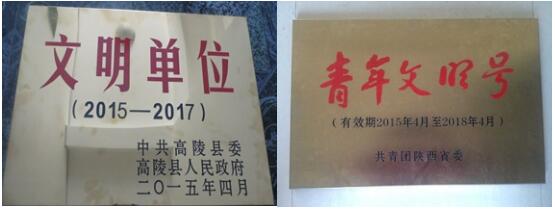 文明单位
(2015—2017)
中共高陵县委
高陵县人民政府
二〇一五年四月
青年文明号
(有效期2015年4月至2018年4月)
共青团陕西省委